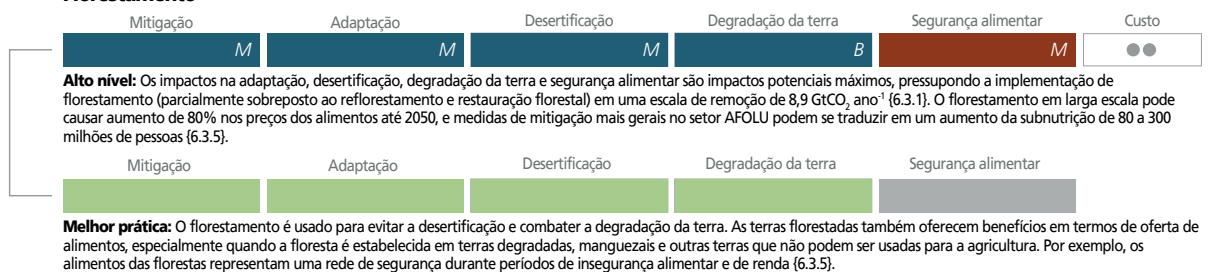 Florestamento
Mitigação Adaptação Desertificação Degradação da terra Segurança alimentar Custo
M M M B M
Alto nível: Os impactos na adaptação, desertificação, degradação da terra e segurança alimentar são impactos potenciais máximos, pressupondo a implementação de
florestamento (parcialmente sobreposto ao reflorestamento e restauração florestal) em uma escala de remoção de 8,9 GtCO₂ ano⁻¹ {6.3.1}. O florestamento em larga escala pode
causar aumento de 80% nos preços dos alimentos até 2050, e medidas de mitigação mais gerais no setor AFOLU podem se traduzir em um aumento da subnutrição de 80 a 300
milhões de pessoas {6.3.5}.
Mitigação Adaptação Desertificação Degradação da terra Segurança alimentar
Melhor prática: O florestamento é usado para evitar a desertificação e combater a degradação da terra. As terras florestadas também oferecem benefícios em termos de oferta de
alimentos, especialmente quando a floresta é estabelecida em terras degradadas, manguezais e outras terras que não podem ser usadas para a agricultura. Por exemplo, os
alimentos das florestas representam uma rede de segurança durante períodos de insegurança alimentar e de renda {6.3.5}.